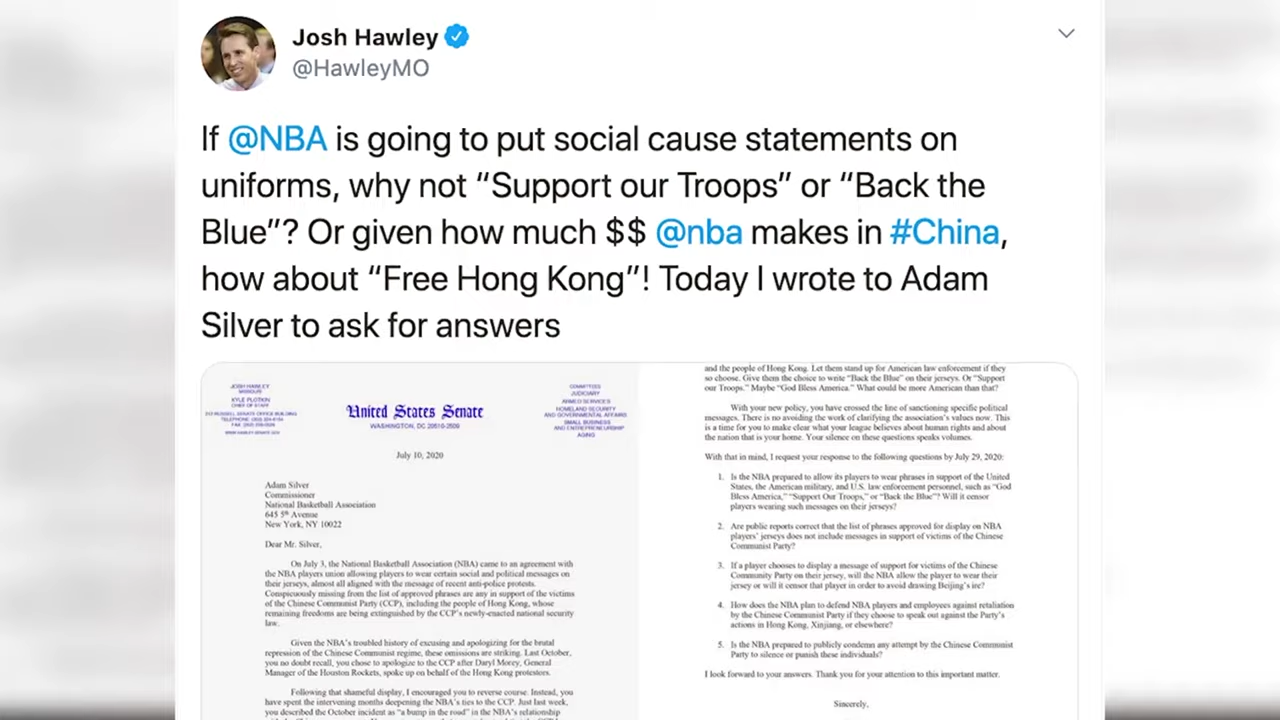 Josh Hawley
@HawleyMO
If @NBA is going to put social cause statements on
uniforms, why not “Support our Troops” or “Back the
Blue”? Or given how much $$ @nba makes in #China,
how about “Free Hong Kong”! Today I wrote to Adam
Silver to ask for answers
JOSH HAWLEY
MISSOURI
KYLE PLOTKIN
CHIEF OF STAFF
United States Senate
WASHINGTON, DC 20510-2509
COMMITTEES
JUDICIARY
ARMED SERVICES
HOMELAND SECURITY
AND GOVERNMENTAL AFFAIRS
SMALL BUSINESS
AND ENTREPRENEURSHIP
AGING
July 10, 2020
Adam Silver
Commissioner
National Basketball Association
645 5th Avenue
New York, NY 10022
Dear Mr. Silver,
On July 3, the National Basketball Association (NBA) came to an agreement with
the NBA players union allowing players to wear certain social and political messages on
their jerseys, almost all aligned with the message of recent anti-police protests.
Conspicuously missing from the list of approved phrases are any in support of the victims
of the Chinese Communist Party (CCP), including the people of Hong Kong, whose
remaining freedoms are being extinguished by the CCP’s newly-enacted national security
law.
Given the NBA’s troubled history of excusing and apologizing for the brutal
repression of the Chinese Communist regime, these omissions are striking. Last October,
you no doubt recall, you chose to apologize to the CCP after Daryl Morey, General
Manager of the Houston Rockets, spoke up on behalf of the Hong Kong protestors.
Following that shameful display, I encouraged you to reverse course. Instead, you
have spent the intervening months deepening the NBA’s ties to the CCP. Just last week,
you described the October incident as “a bump in the road” in the NBA’s relationship
and the people of Hong Kong. Let them stand up for American law enforcement if they
so choose. Give them the choice to write “Back the Blue” on their jerseys. Or “Support
our Troops.” Maybe “God Bless America.” What could be more American than that?
With your new policy, you have crossed the line of sanctioning specific political
messages. There is no avoiding the work of clarifying the association’s values now. This
is a time for you to make clear what your league believes about human rights and about
the nation that is your home. Your silence on these questions speaks volumes.
With that in mind, I request your response to the following questions by July 29, 2020:
1. Is the NBA prepared to allow its players to wear phrases in support of the United
States, the American military, and U.S. law enforcement personnel, such as “God
Bless America,” “Support Our Troops,” or “Back the Blue”? Will it censor
players wearing such messages on their jerseys?
2. Are public reports correct that the list of phrases approved for display on NBA
players’ jerseys does not include messages in support of victims of the Chinese
Communist Party?
3. If a player chooses to display a message of support for victims of the Chinese
Community Party on their jersey, will the NBA allow the player to wear their
jersey or will it censor that player in order to avoid drawing Beijing’s ire?
4. How does the NBA plan to defend NBA players and employees against retaliation
by the Chinese Communist Party if they choose to speak out against the Party’s
actions in Hong Kong, Xinjiang, or elsewhere?
5. Is the NBA prepared to publicly condemn any attempt by the Chinese Communist
Party to silence or punish these individuals?
I look forward to your answers. Thank you for your attention to this important matter.
Sincerely,